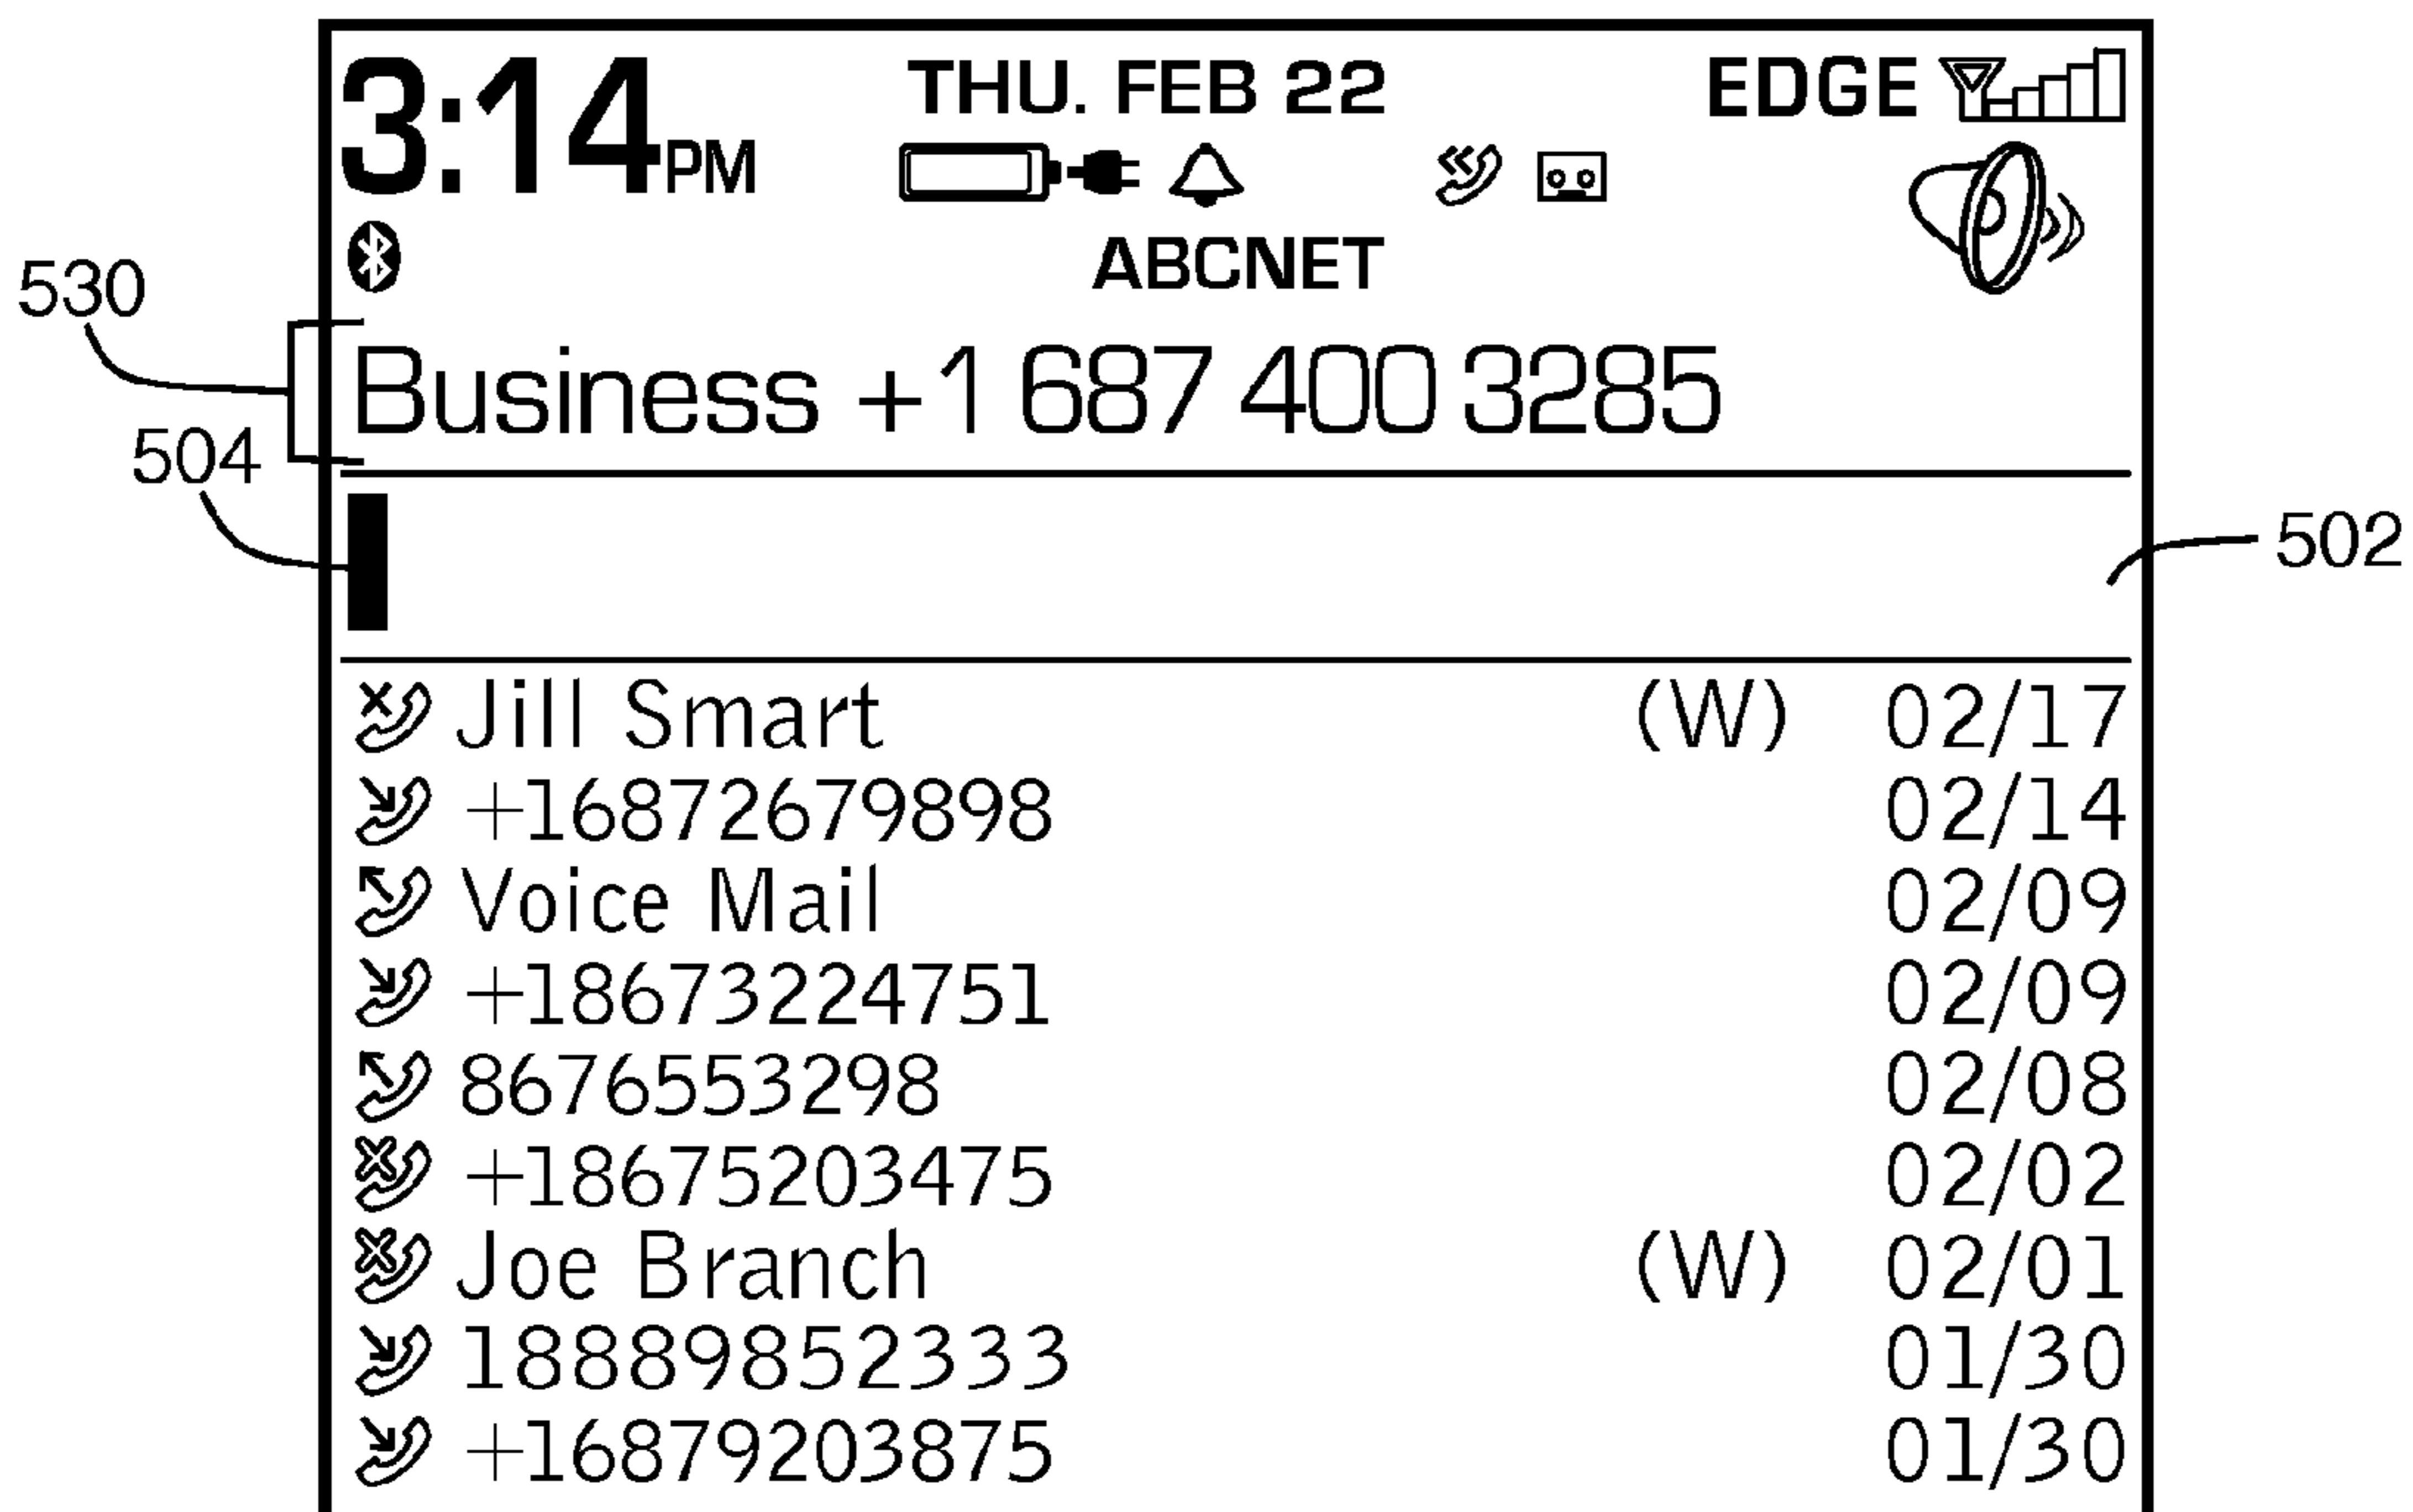 3:14PM THU. FEB 22 EDGE
ABCNET
530
Business +1 687 400 3285
504
502
Jill Smart (W) 02/17
+16872679898 02/14
Voice Mail 02/09
+18673224751 02/09
8676553298 02/08
+18675203475 02/02
Joe Branch (W) 02/01
18889852333 01/30
+16879203875 01/30